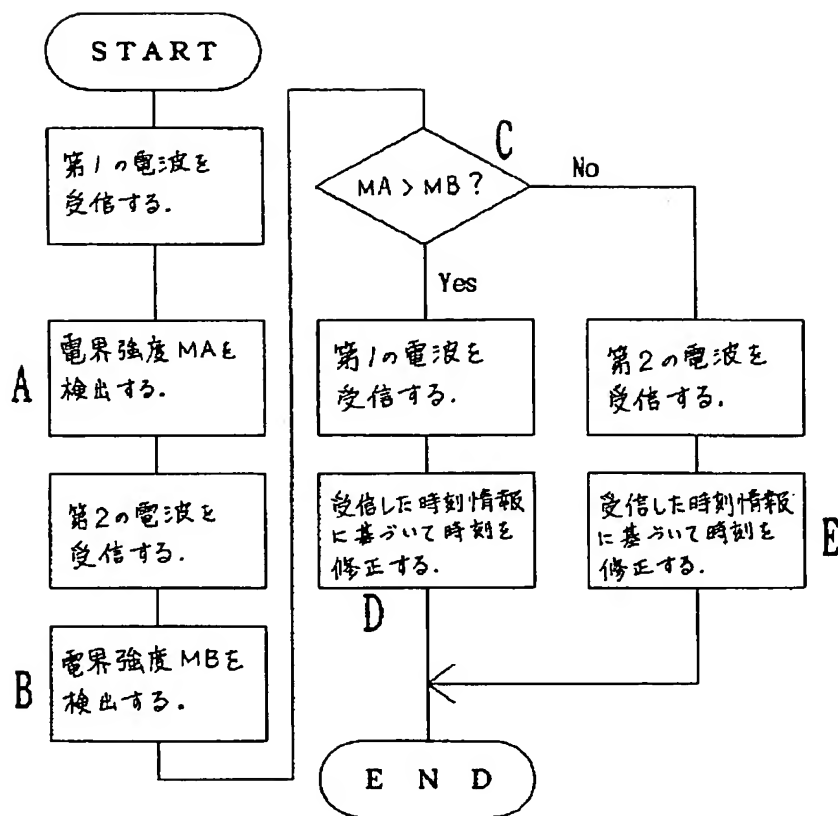 START
第1の電波を
受信する.
A
電界強度MAを
検出する.
第2の電波を
受信する.
B
電界強度MBを
検出する.
C
MA>MB?
No
Yes
第1の電波を
受信する.
受信した時刻情報
に基づいて時刻を
修正する.
D
第2の電波を
受信する.
受信した時刻情報
に基づいて時刻を
修正する.
E
END